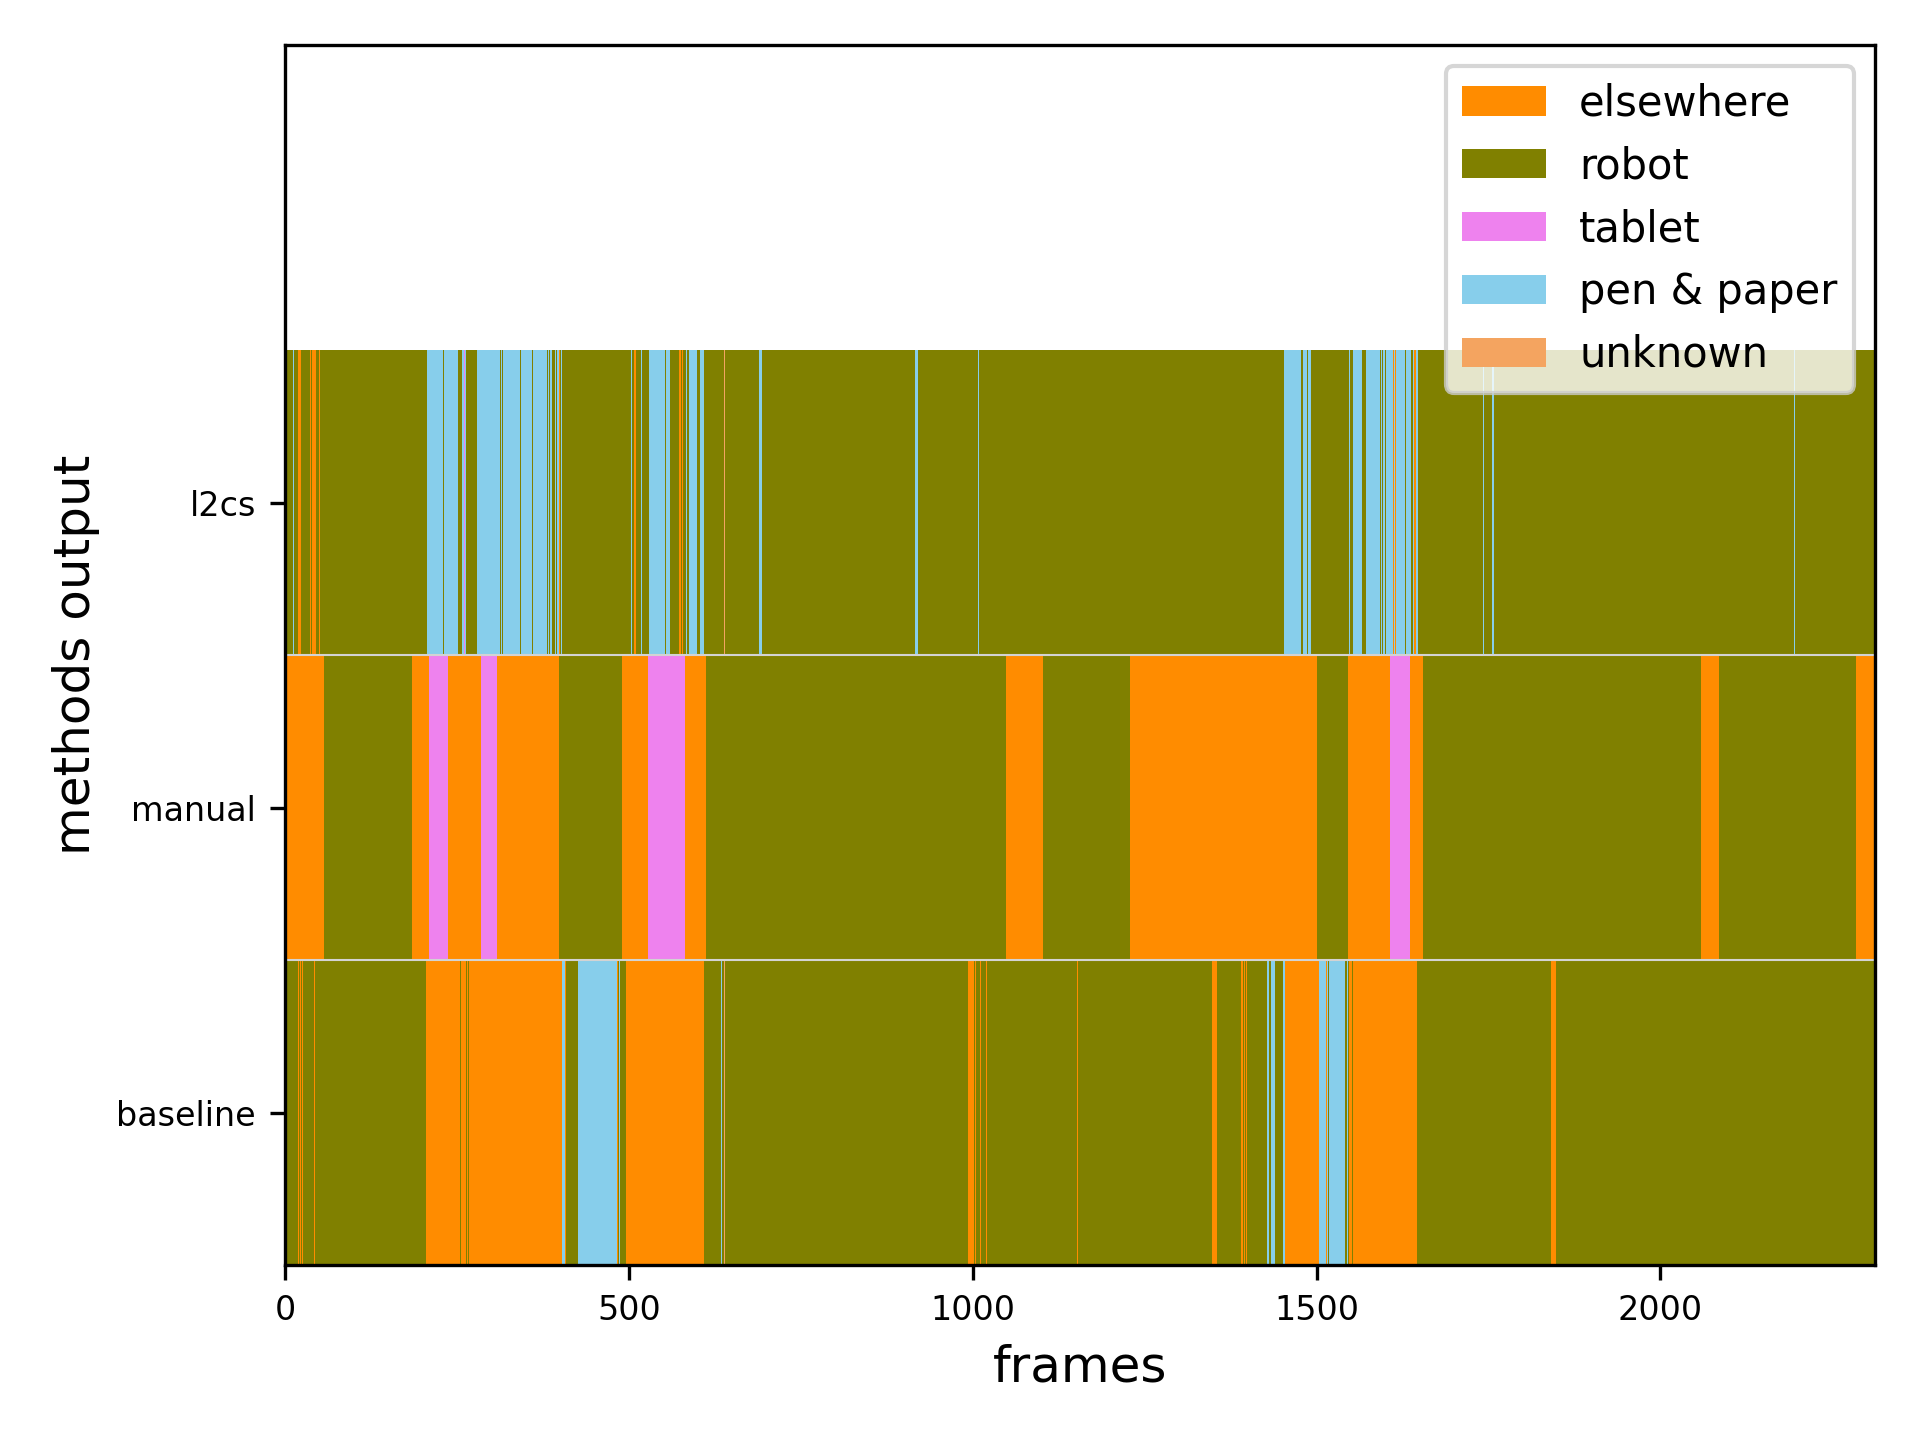 elsewhere
robot
tablet
pen & paper
unknown
methods output
l2cs
manual
baseline
0 500 1000 1500 2000
frames